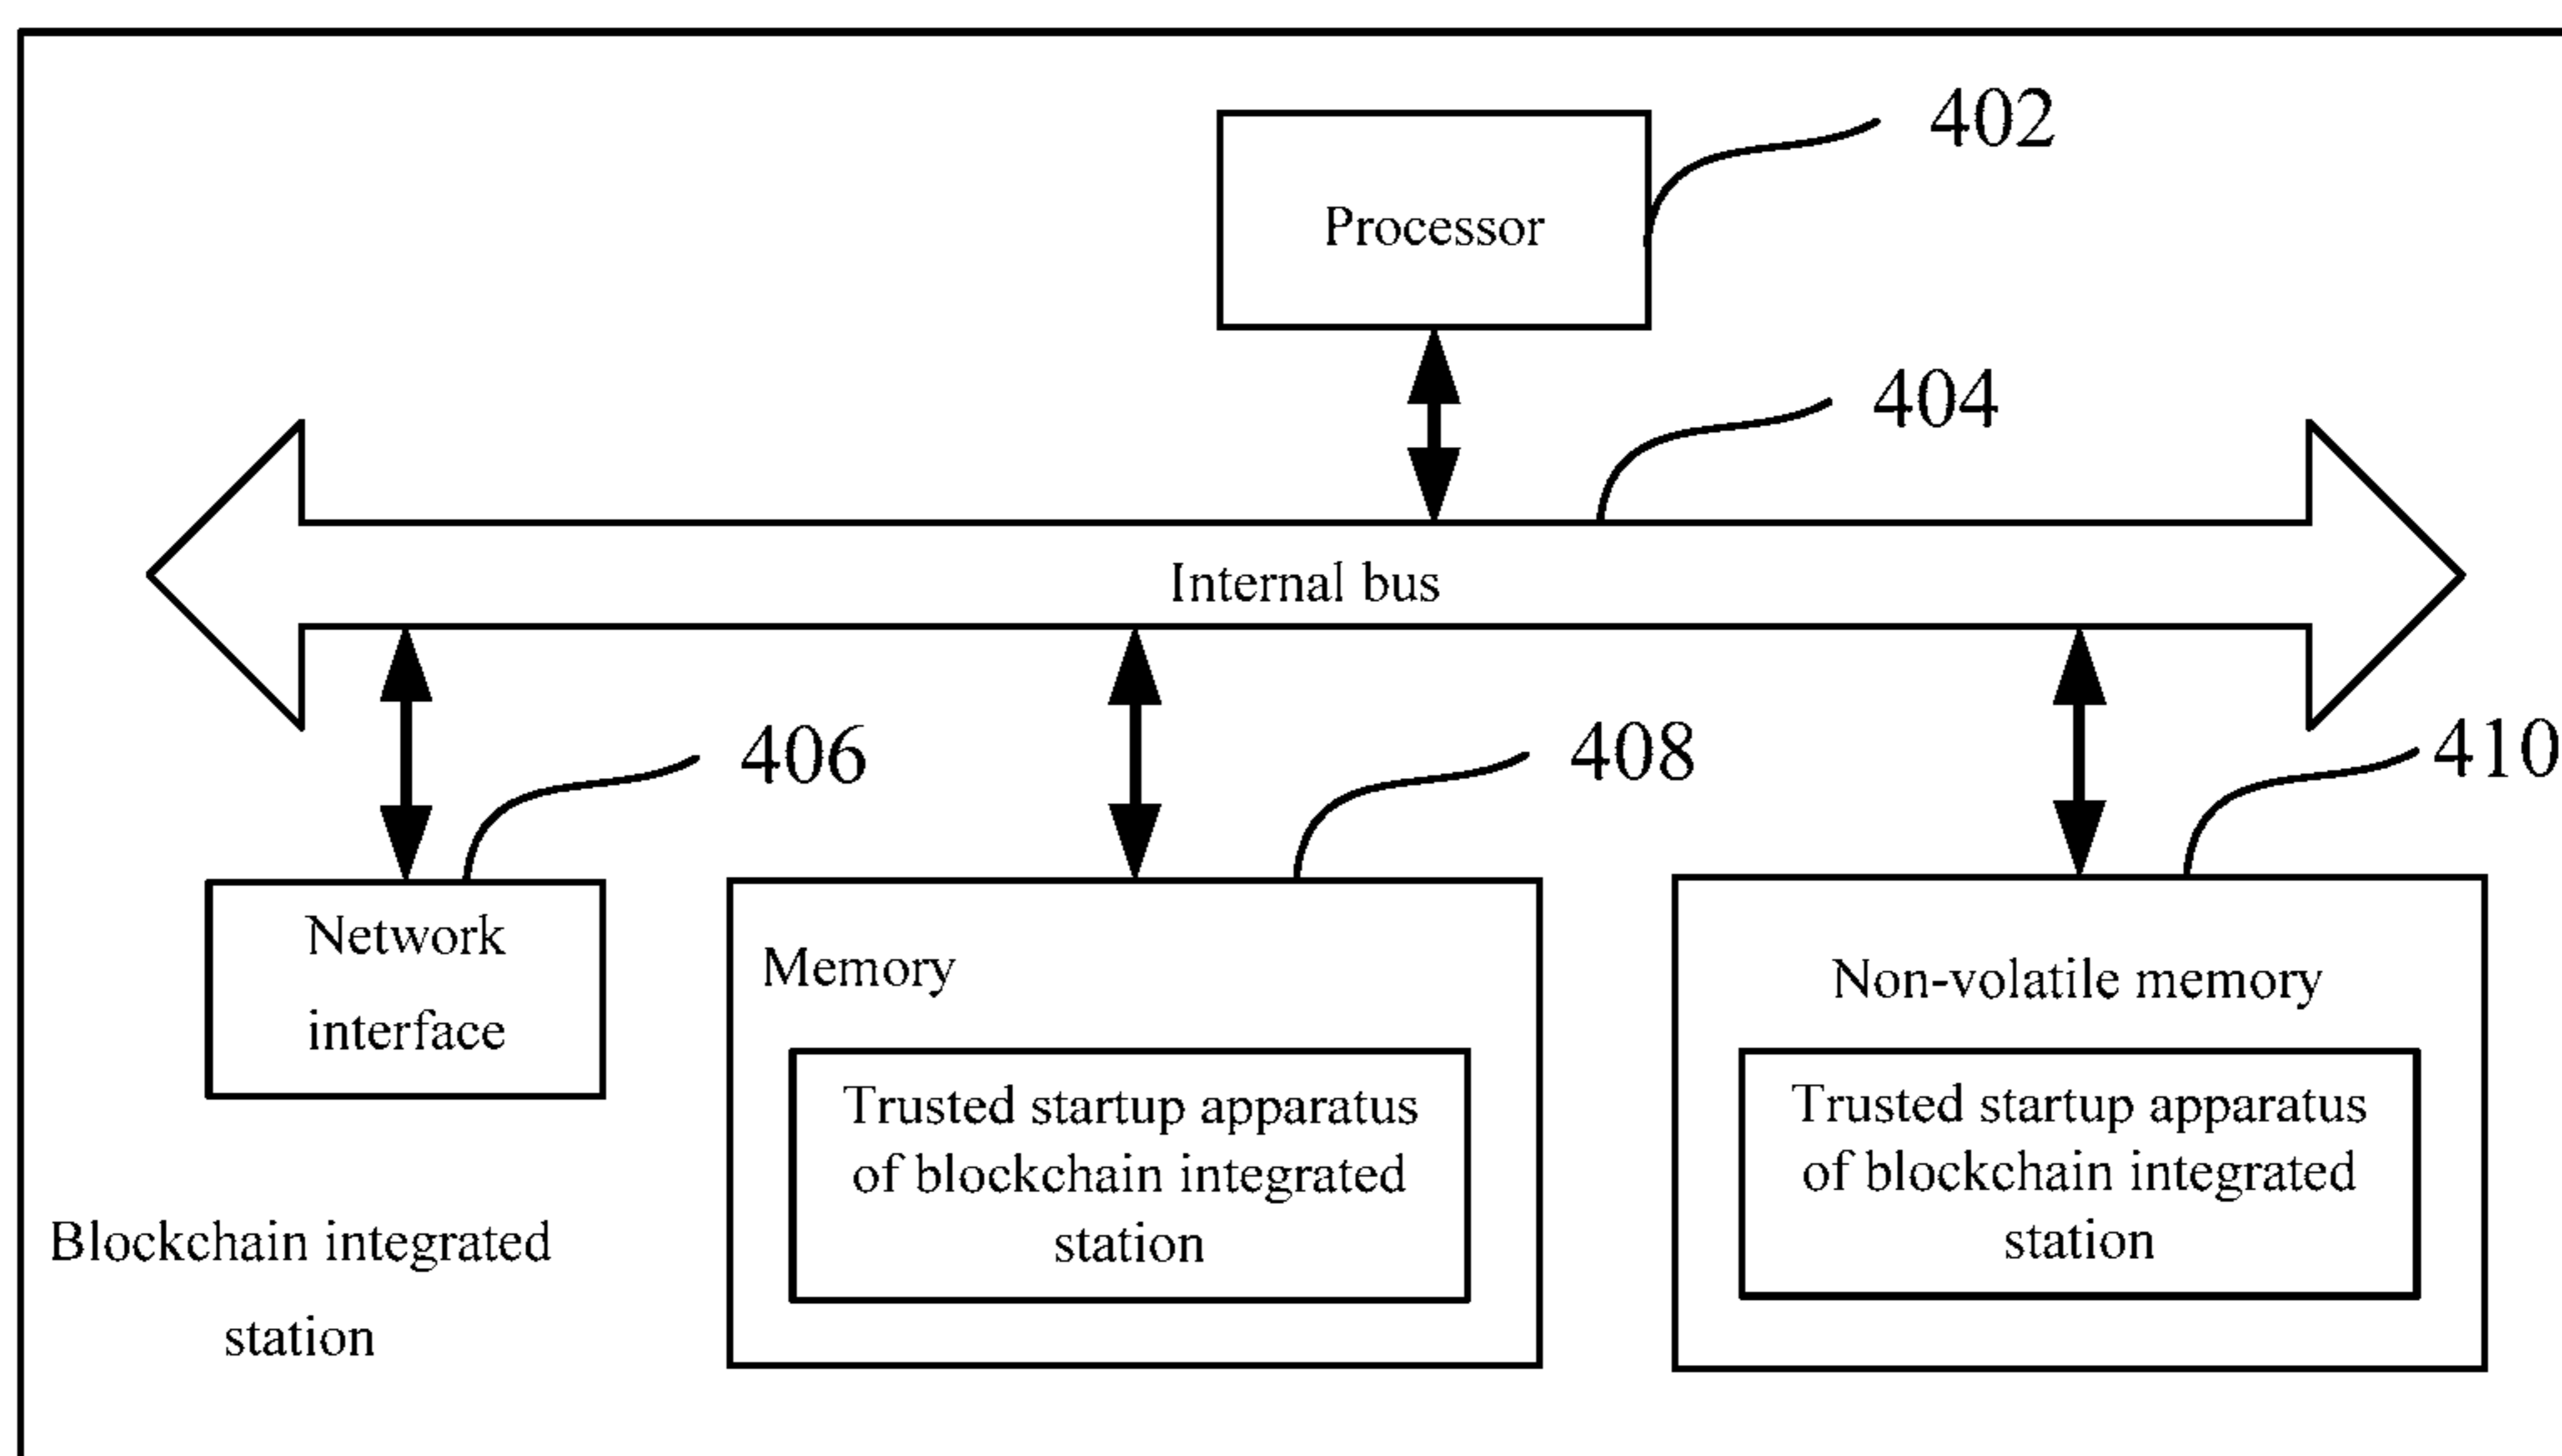 402
Processor
404
Internal bus
406
408
410
Network
interface
Memory
Trusted startup apparatus
of blockchain integrated
station
Non-volatile memory
Trusted startup apparatus
of blockchain integrated
station
Blockchain integrated
station